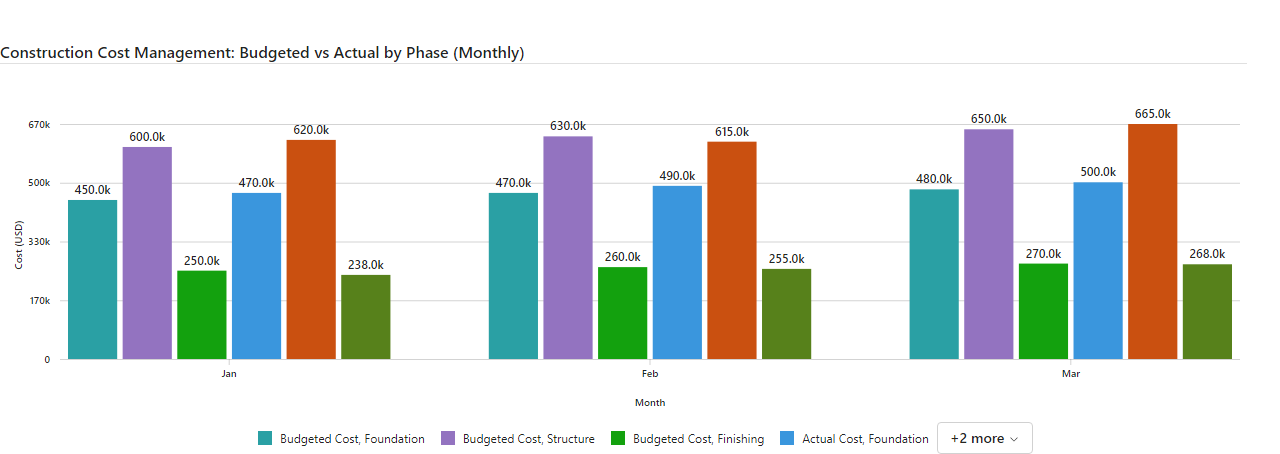 Construction Cost Management: Budgeted vs Actual by Phase (Monthly)
670k
500k
330k
170k
0
Cost (USD)
450.0k
600.0k
250.0k
470.0k
620.0k
238.0k
470.0k
630.0k
260.0k
490.0k
615.0k
255.0k
480.0k
650.0k
270.0k
500.0k
665.0k
268.0k
Jan
Feb
Mar
Month
Budgeted Cost, Foundation
Budgeted Cost, Structure
Budgeted Cost, Finishing
Actual Cost, Foundation
+2 more